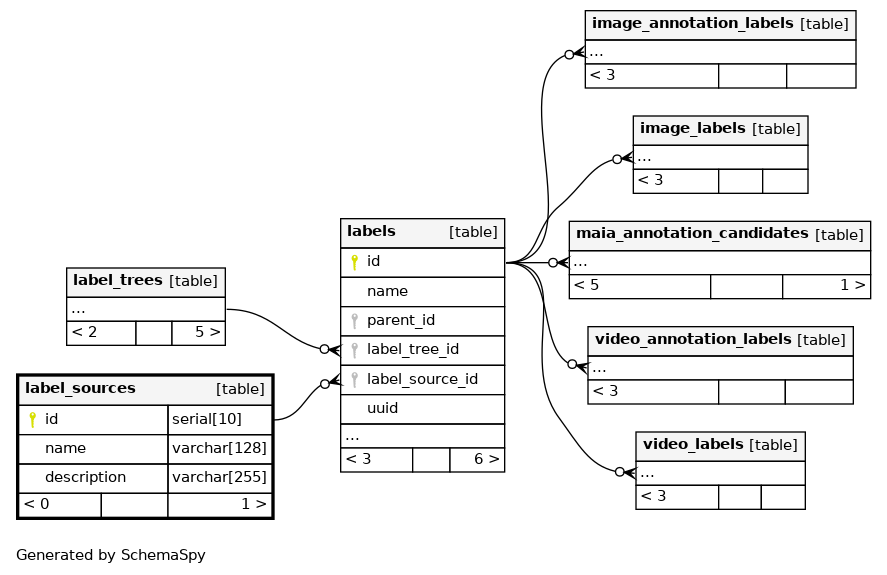 image_annotation_labels [table]
...
< 3
image_labels [table]
...
< 3
labels [table]
id
name
parent_id
label_tree_id
label_source_id
uuid
...
< 3 6 >
maia_annotation_candidates [table]
...
< 5 1 >
label_trees [table]
...
< 2 5 >
video_annotation_labels [table]
...
< 3
label_sources [table]
id serial[10]
name varchar[128]
description varchar[255]
< 0 1 >
video_labels [table]
...
< 3
Generated by SchemaSpy